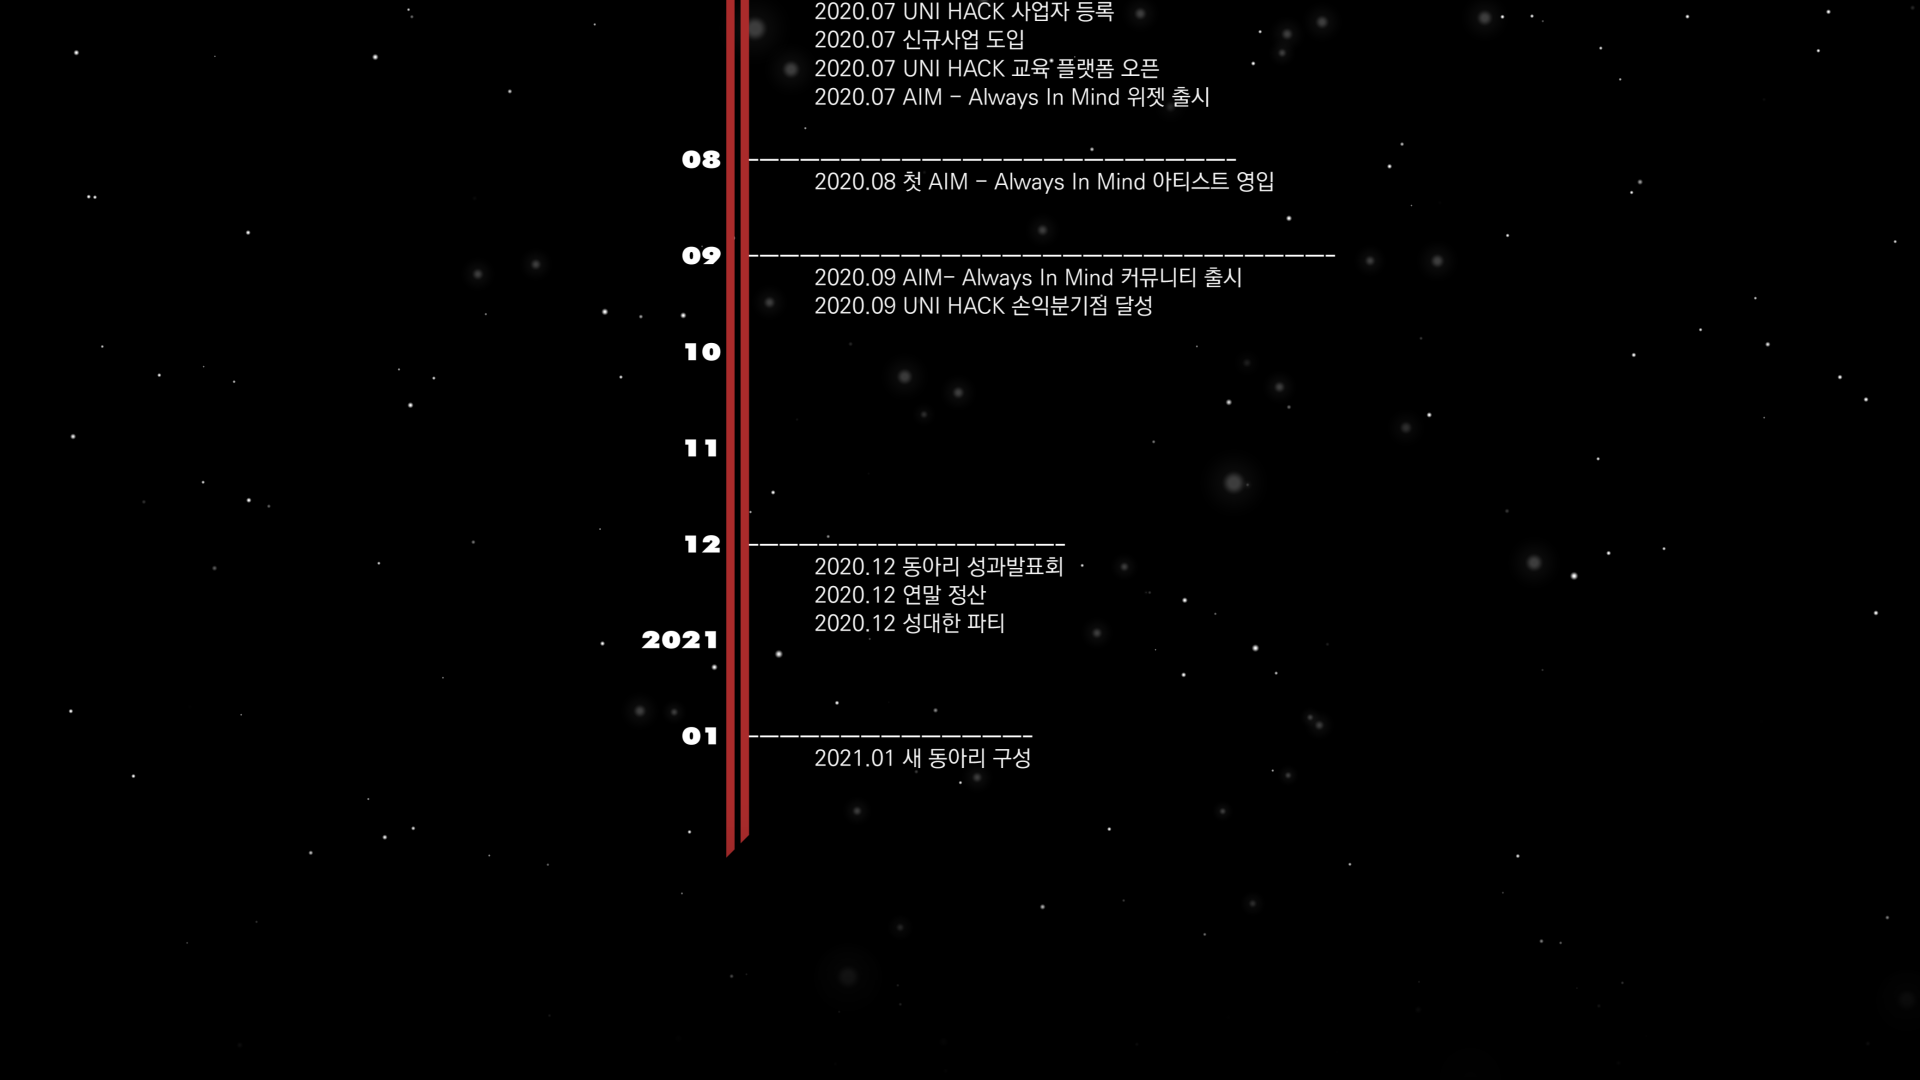 2020.07 UNI HACK 사업자 등록
2020.07 신규사업 도입
2020.07 UNI HACK 교육 플랫폼 오픈
2020.07 AIM - Always In Mind 위젯 출시
08
2020.08 첫 AIM - Always In Mind 아티스트 영입
09
2020.09 AIM- Always In Mind 커뮤니티 출시
2020.09 UNI HACK 손익분기점 달성
10
11
12
2020.12 동아리 성과발표회
2020.12 연말 정산
2020.12 성대한 파티
2021
01
2021.01 새 동아리 구성